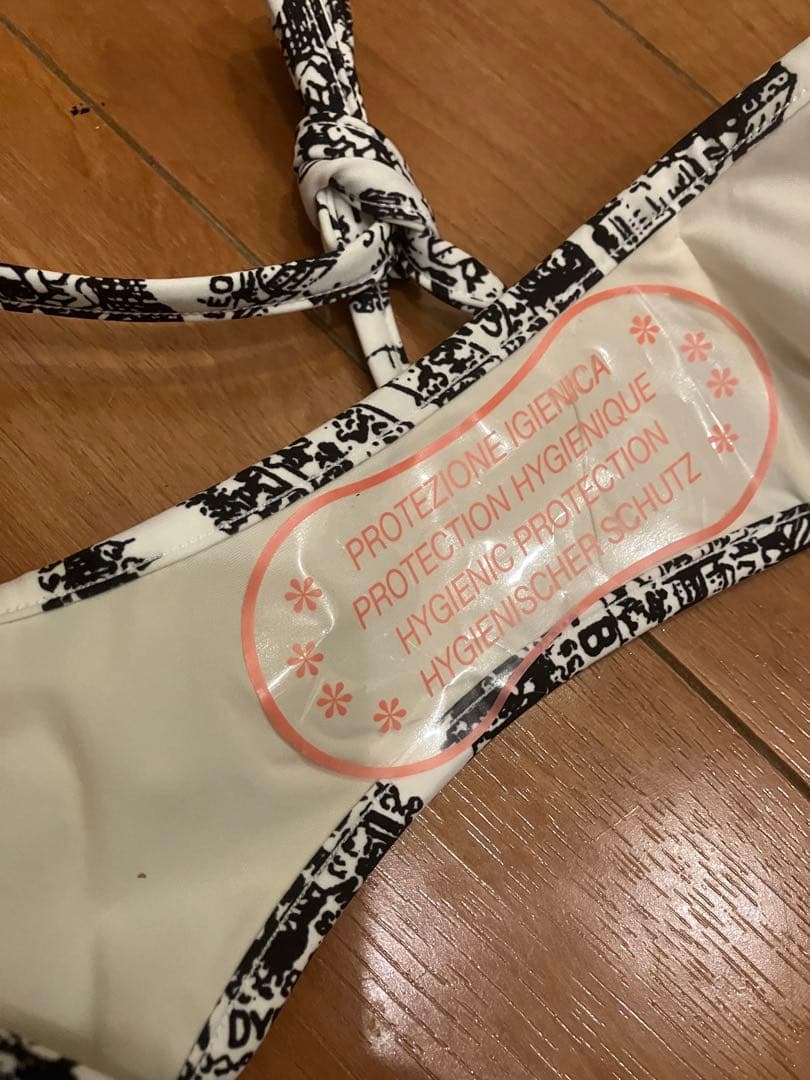 PROTEZIONE IGIENICA
PROTECTION HYGIENIQUE
HYGIENIC PROTECTION
HYGIENISCHER SCHUTZ